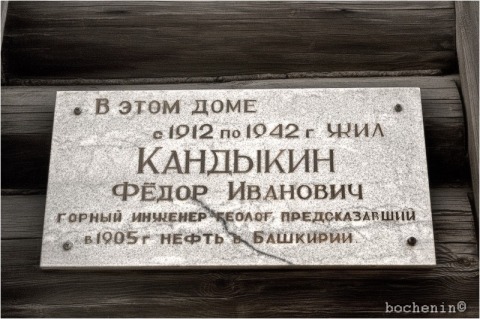 В ЭТОМ ДОМЕ
с 1912 по 1942 г ЖИЛ
КАНДЫКИН
ФЁДОР ИВАНОВИЧ
ГОРНЫЙ ИНЖЕНЕР ГЕОЛОГ, ПРЕДСКАЗАВШИЙ
в 1905 г НЕФТЬ в БАШКИРИИ
bochenin©